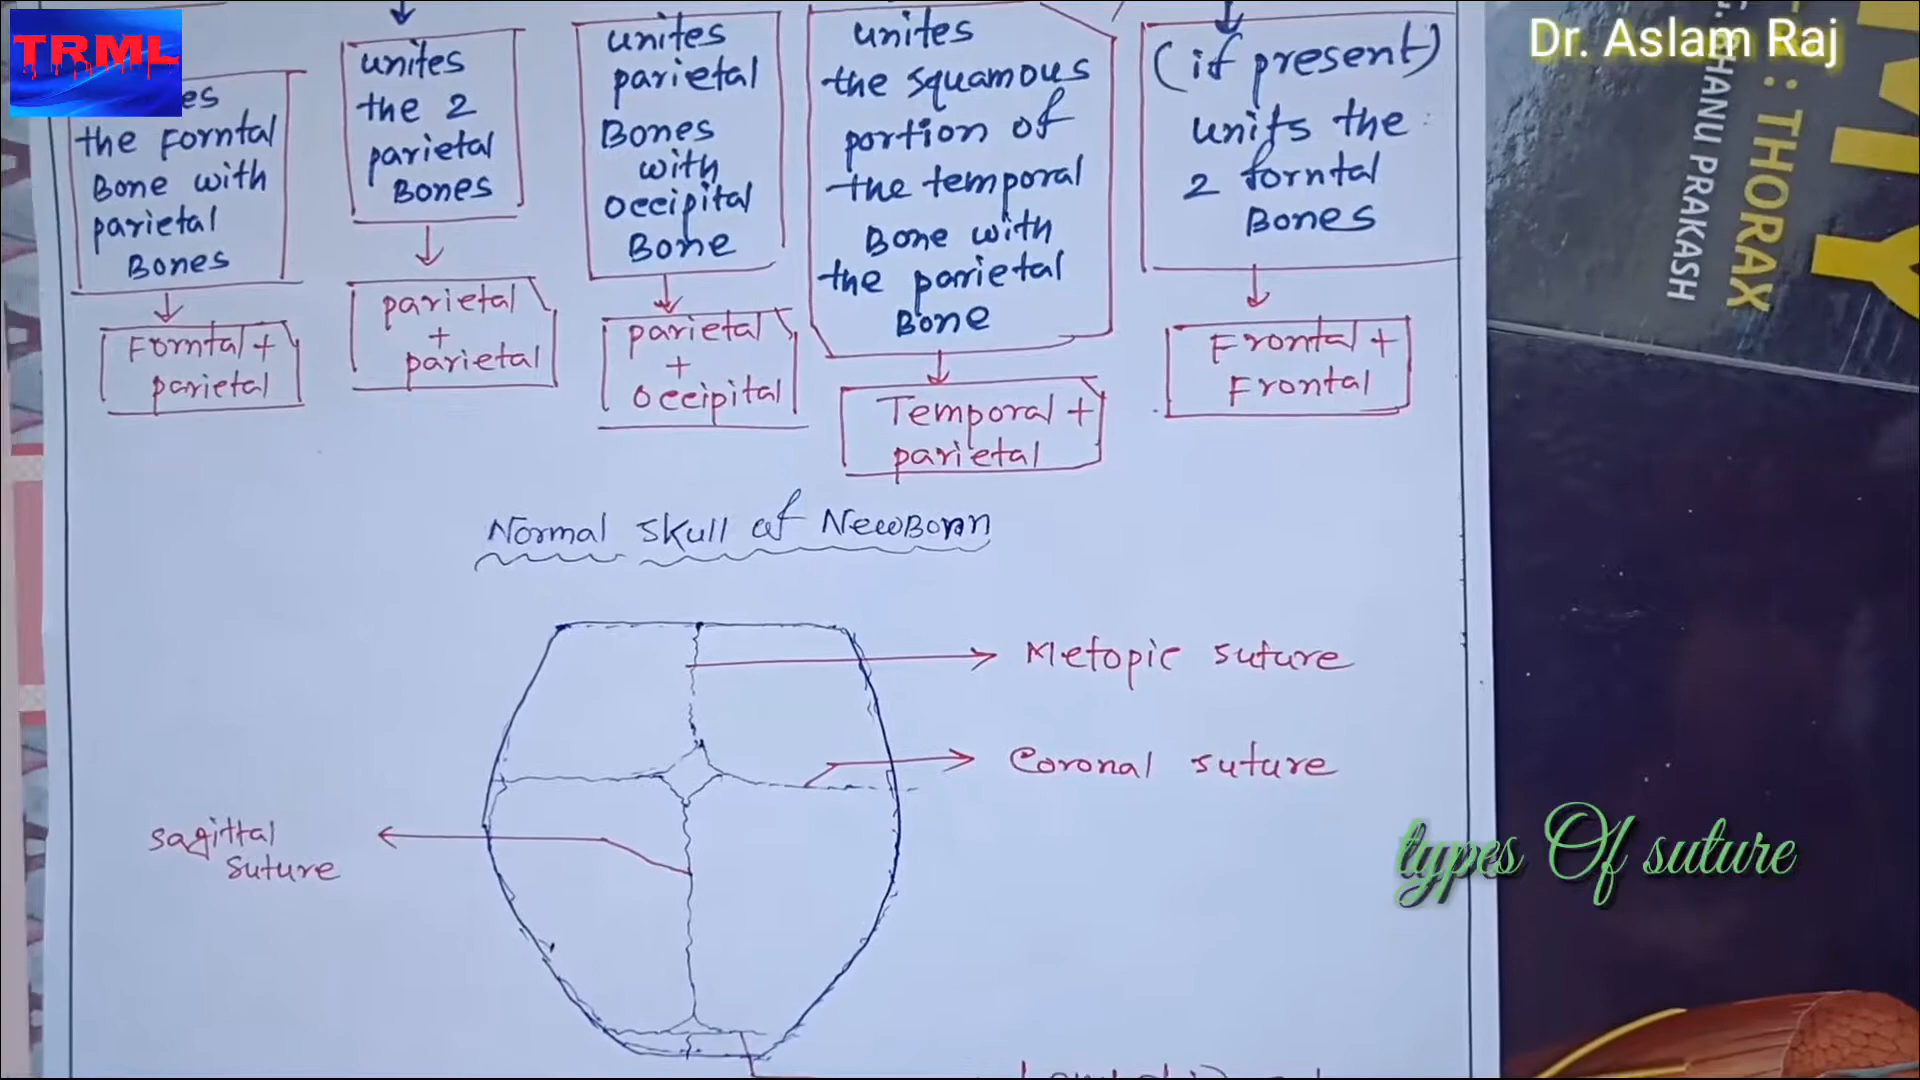 TRML
Dr. Aslam Raj
es
the Forntal
Bone with
parietal
Bones
unites
the 2
parietal
Bones
unites
parietal
Bones
with
occipital
Bone
unites
the squamous
portion of
the temporal
Bone with
the parietal
Bone
(if present)
units the
2 forntal
Bones
Forntal +
parietal
parietal
+
parietal
parietal
+
occipital
Temporal +
parietal
Frontal +
Frontal
Normal Skull of NewBorn
Metopic suture
Coronal suture
Sagittal
suture
types Of suture
: THORAX
BHANU PRAKASH